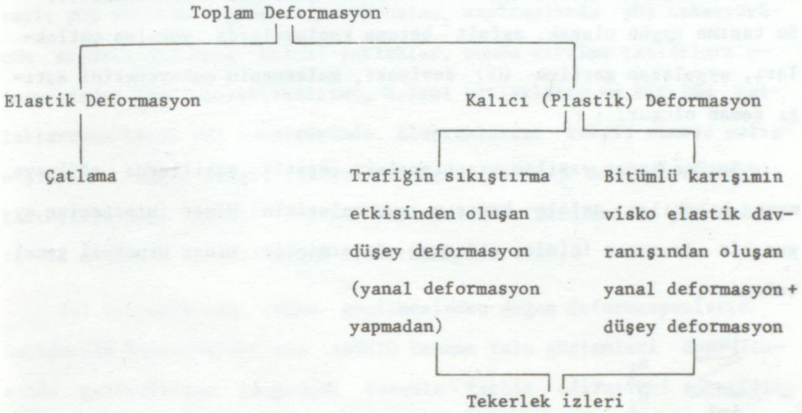 Toplam Deformasyon
Elastik Deformasyon
Kalıcı (Plastik) Deformasyon
Çatlama
Trafiğin sıkıştırma
etkisinden oluşan
düşey deformasyon
(yanal deformasyon
yapmadan)
Bitümlü karışımın
visko elastik dav-
ranışından oluşan
yanal deformasyon+
düşey deformasyon
Tekerlek izleri